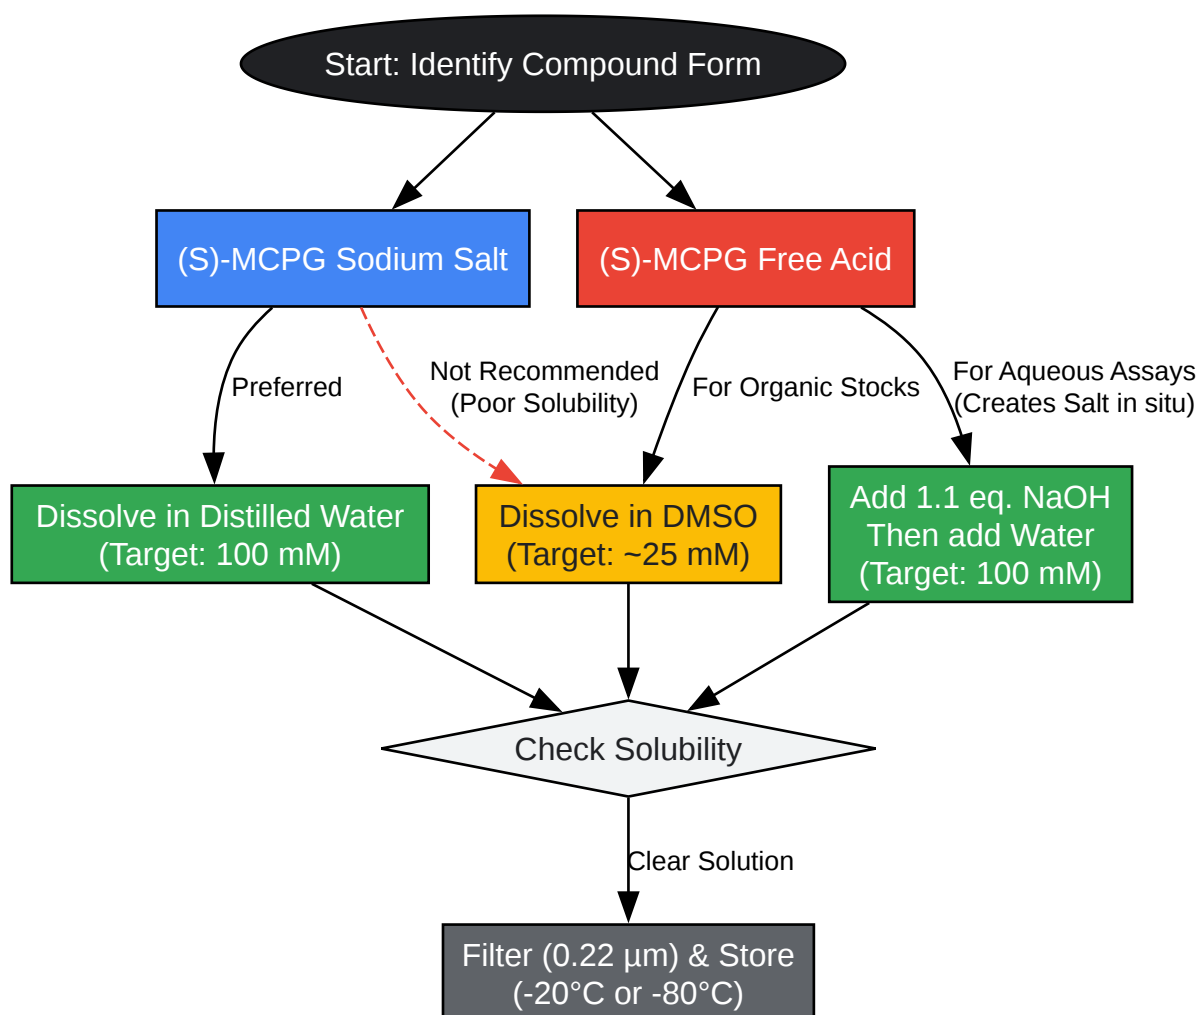 Start: Identify Compound Form
(S)-MCPG Sodium Salt
(S)-MCPG Free Acid
Preferred
Not Recommended
(Poor Solubility)
For Organic Stocks
For Aqueous Assays
(Creates Salt in situ)
Dissolve in Distilled Water
(Target: 100 mM)
Dissolve in DMSO
(Target: ~25 mM)
Add 1.1 eq. NaOH
Then add Water
(Target: 100 mM)
Check Solubility
Clear Solution
Filter (0.22 µm) & Store
(-20°C or -80°C)